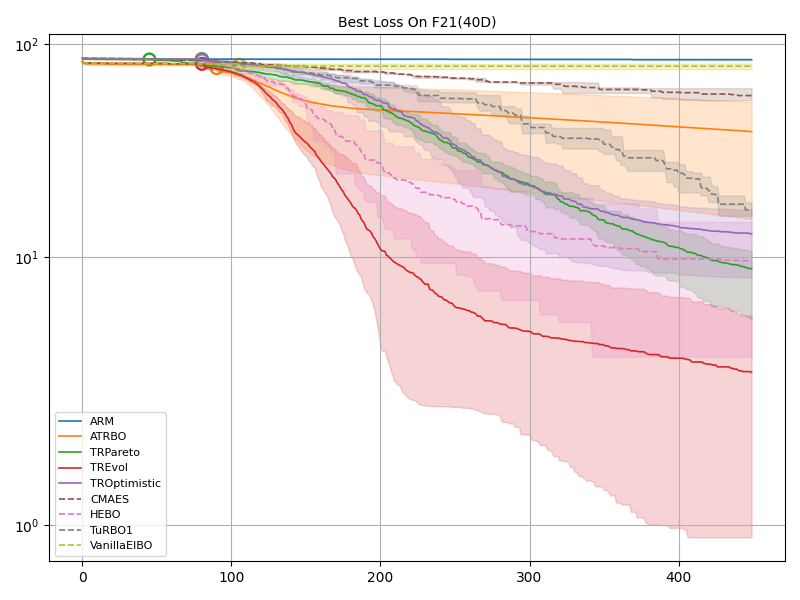 Best Loss On F21(40D)
10²
10¹
10⁰
ARM
ATRBO
TRPareto
TREvol
TROptimistic
CMAES
HEBO
TuRBO1
VanillaEIBO
0 100 200 300 400